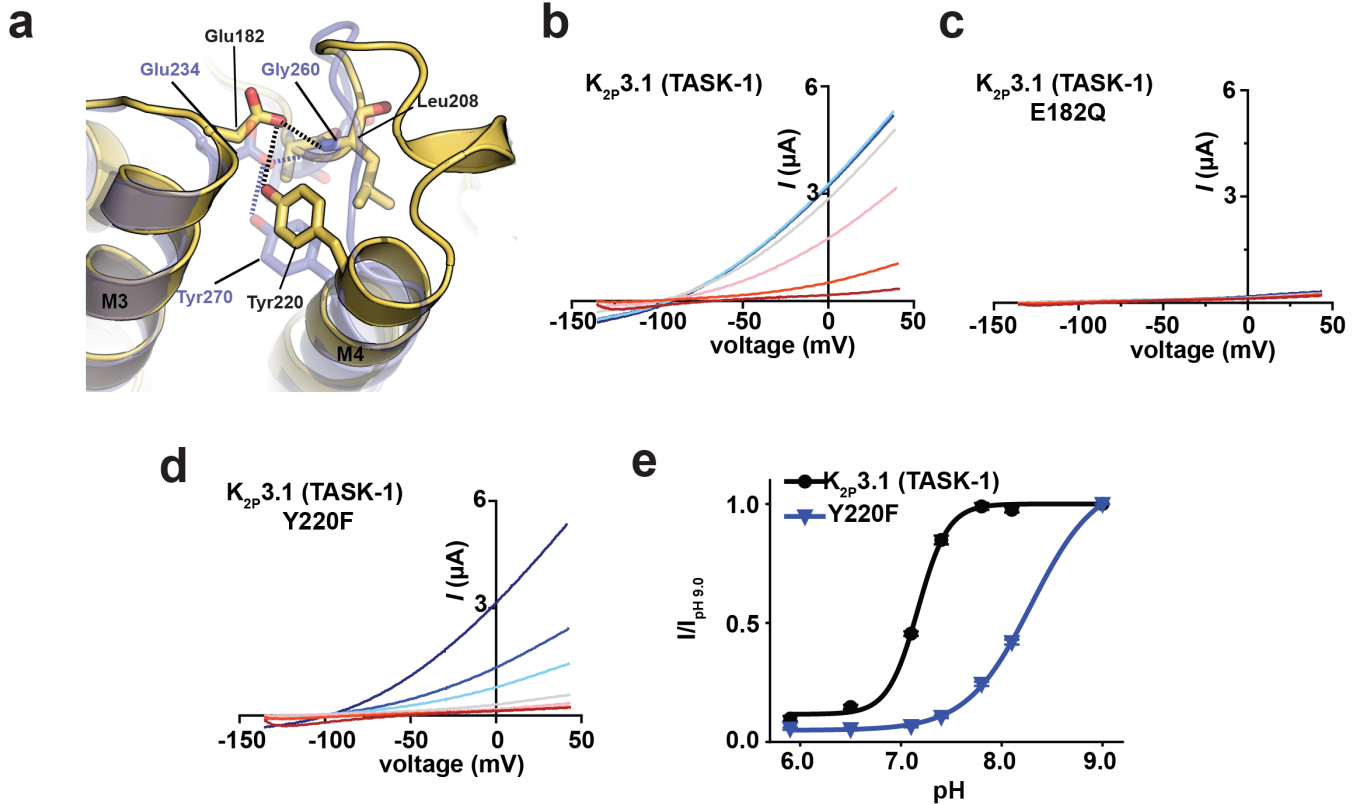 a
Glu182
Glu234
Gly260
Leu208
Tyr270
Tyr220
M3
M4
b
K2P3.1 (TASK-1)
6
3
I (µA)
-150
-100
-50
0
50
voltage (mV)
c
K2P3.1 (TASK-1)
E182Q
6
3
I (µA)
-100
-50
0
50
voltage (mV)
d
K2P3.1 (TASK-1)
Y220F
6
3
I (µA)
-150
-100
-50
0
50
voltage (mV)
e
K2P3.1 (TASK-1)
Y220F
1.0
0.5
0.0
I/IpH 9.0
6.0
7.0
8.0
9.0
pH